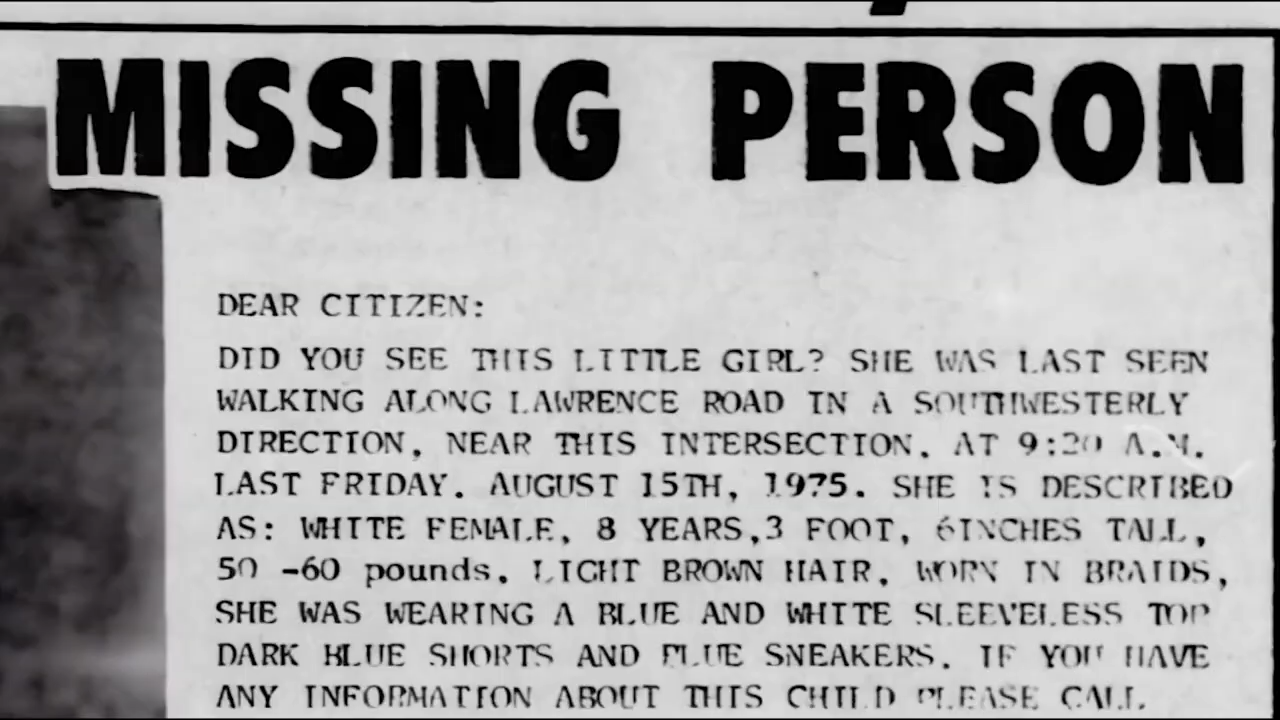 MISSING PERSON
DEAR CITIZEN:
DID YOU SEE THIS LITTLE GIRL? SHE WAS LAST SEEN
WALKING ALONG LAWRENCE ROAD IN A SOUTHWESTERLY
DIRECTION, NEAR THIS INTERSECTION. AT 9:20 A.M.
LAST FRIDAY. AUGUST 15TH, 1975. SHE IS DESCRIBED
AS: WHITE FEMALE, 8 YEARS,3 FOOT, 6INCHES TALL,
50 -60 pounds. LIGHT BROWN HAIR. WORN IN BRAIDS,
SHE WAS WEARING A BLUE AND WHITE SLEEVELESS TOP
DARK BLUE SHORTS AND BLUE SNEAKERS. IF YOU HAVE
ANY INFORMATION ABOUT THIS CHILD PLEASE CALL